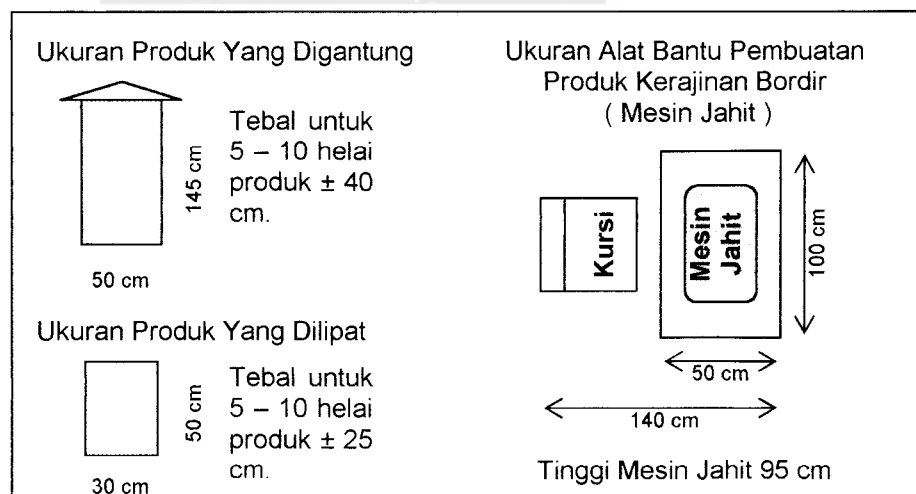 Ukuran Produk Yang Digantung
Tebal untuk
5 – 10 helai
produk ± 40
cm.
145 cm
50 cm
Ukuran Produk Yang Dilipat
Tebal untuk
5 – 10 helai
produk ± 25
cm.
50 cm
30 cm
Ukuran Alat Bantu Pembuatan
Produk Kerajinan Bordir
( Mesin Jahit )
Kursi
Mesin
Jahit
100 cm
50 cm
140 cm
Tinggi Mesin Jahit 95 cm